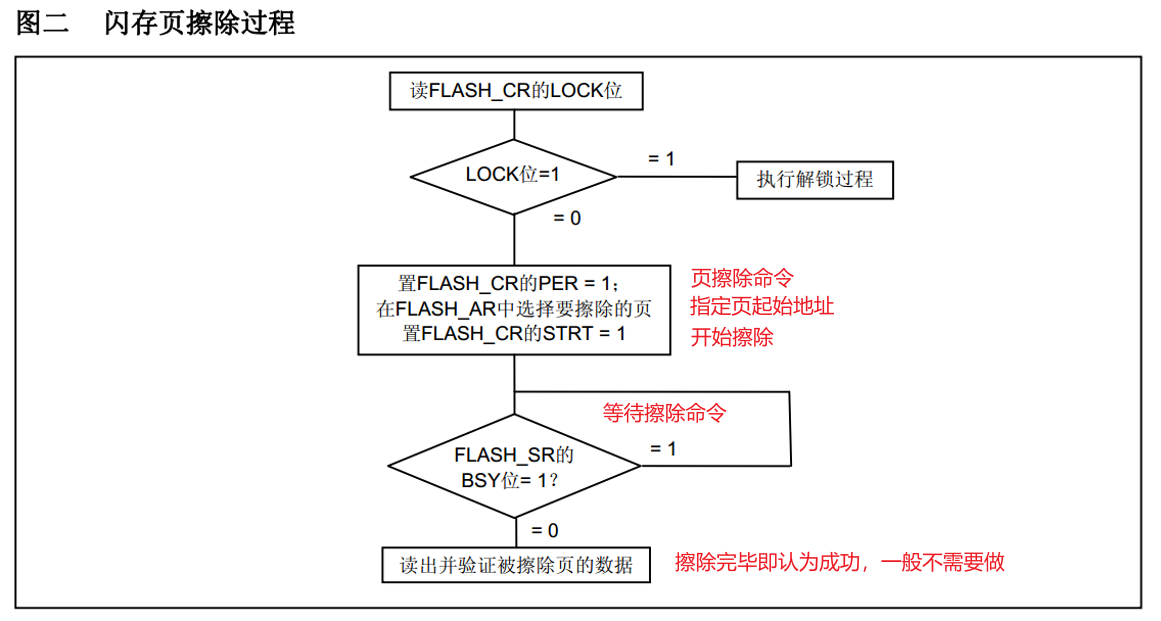 图二 闪存页擦除过程
读FLASH_CR的LOCK位
= 1
LOCK位=1
执行解锁过程
= 0
置FLASH_CR的PER = 1；
页擦除命令
在FLASH_AR中选择要擦除的页
指定页起始地址
置FLASH_CR的STRT = 1
开始擦除
等待擦除命令
= 1
FLASH_SR的
BSY位= 1？
= 0
读出并验证被擦除页的数据
擦除完毕即认为成功，一般不需要做